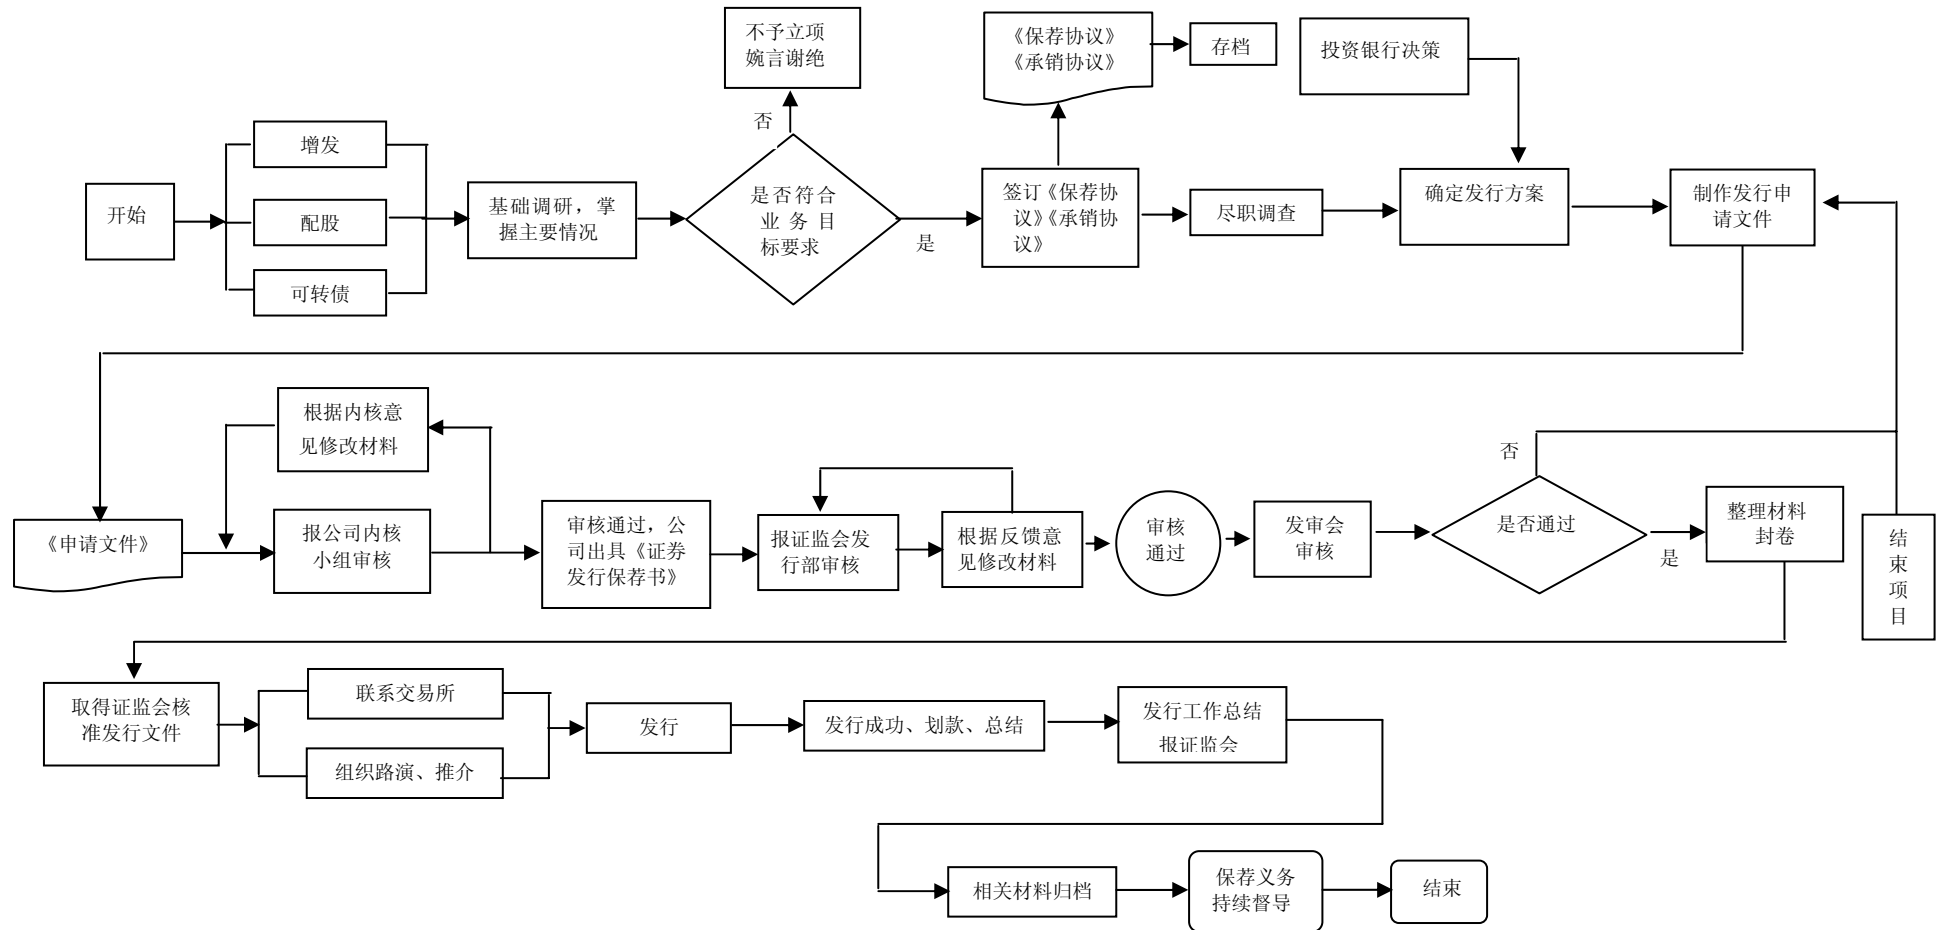 不予立项
婉言谢绝
《保荐协议》
《承销协议》
存档
投资银行决策
否
增发
开始
配股
可转债
基础调研，掌
握主要情况
是否符合
业务目
标要求
是
签订《保荐协
议》《承销协
议》
尽职调查
确定发行方案
制作发行申
请文件
根据内核意
见修改材料
《申请文件》
报公司内核
小组审核
审核通过，公
司出具《证券
发行保荐书》
报证监会发
行部审核
根据反馈意
见修改材料
审核
通过
发审会
审核
否
是否通过
是
整理材料
封卷
结
束
项
目
取得证监会核
准发行文件
联系交易所
组织路演、推介
发行
发行成功、划款、总结
发行工作总结
报证监会
相关材料归档
保荐义务
持续督导
结束